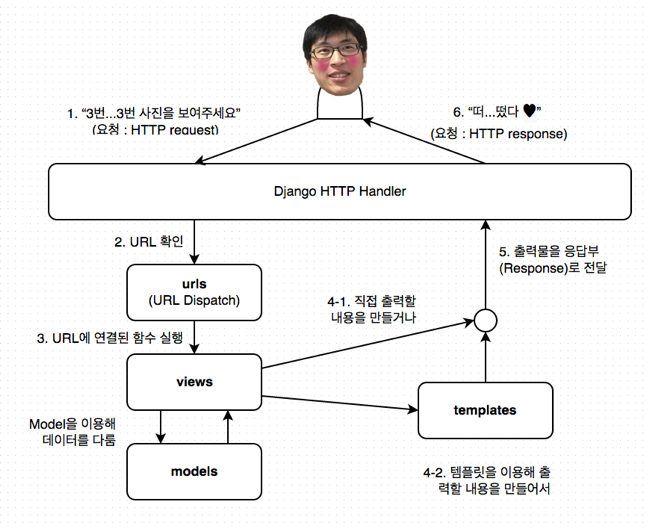 1. “3번...3번 사진을 보여주세요”
(요청 : HTTP request)
6. “떠...떴다 ♥”
(요청 : HTTP response)
Django HTTP Handler
2. URL 확인
5. 출력물을 응답부
(Response)로 전달
urls
(URL Dispatch)
4-1. 직접 출력할
내용을 만들거나
3. URL에 연결된 함수 실행
views
templates
Model을 이용해
데이터를 다룸
models
4-2. 템플릿을 이용해 출
력할 내용을 만들어서